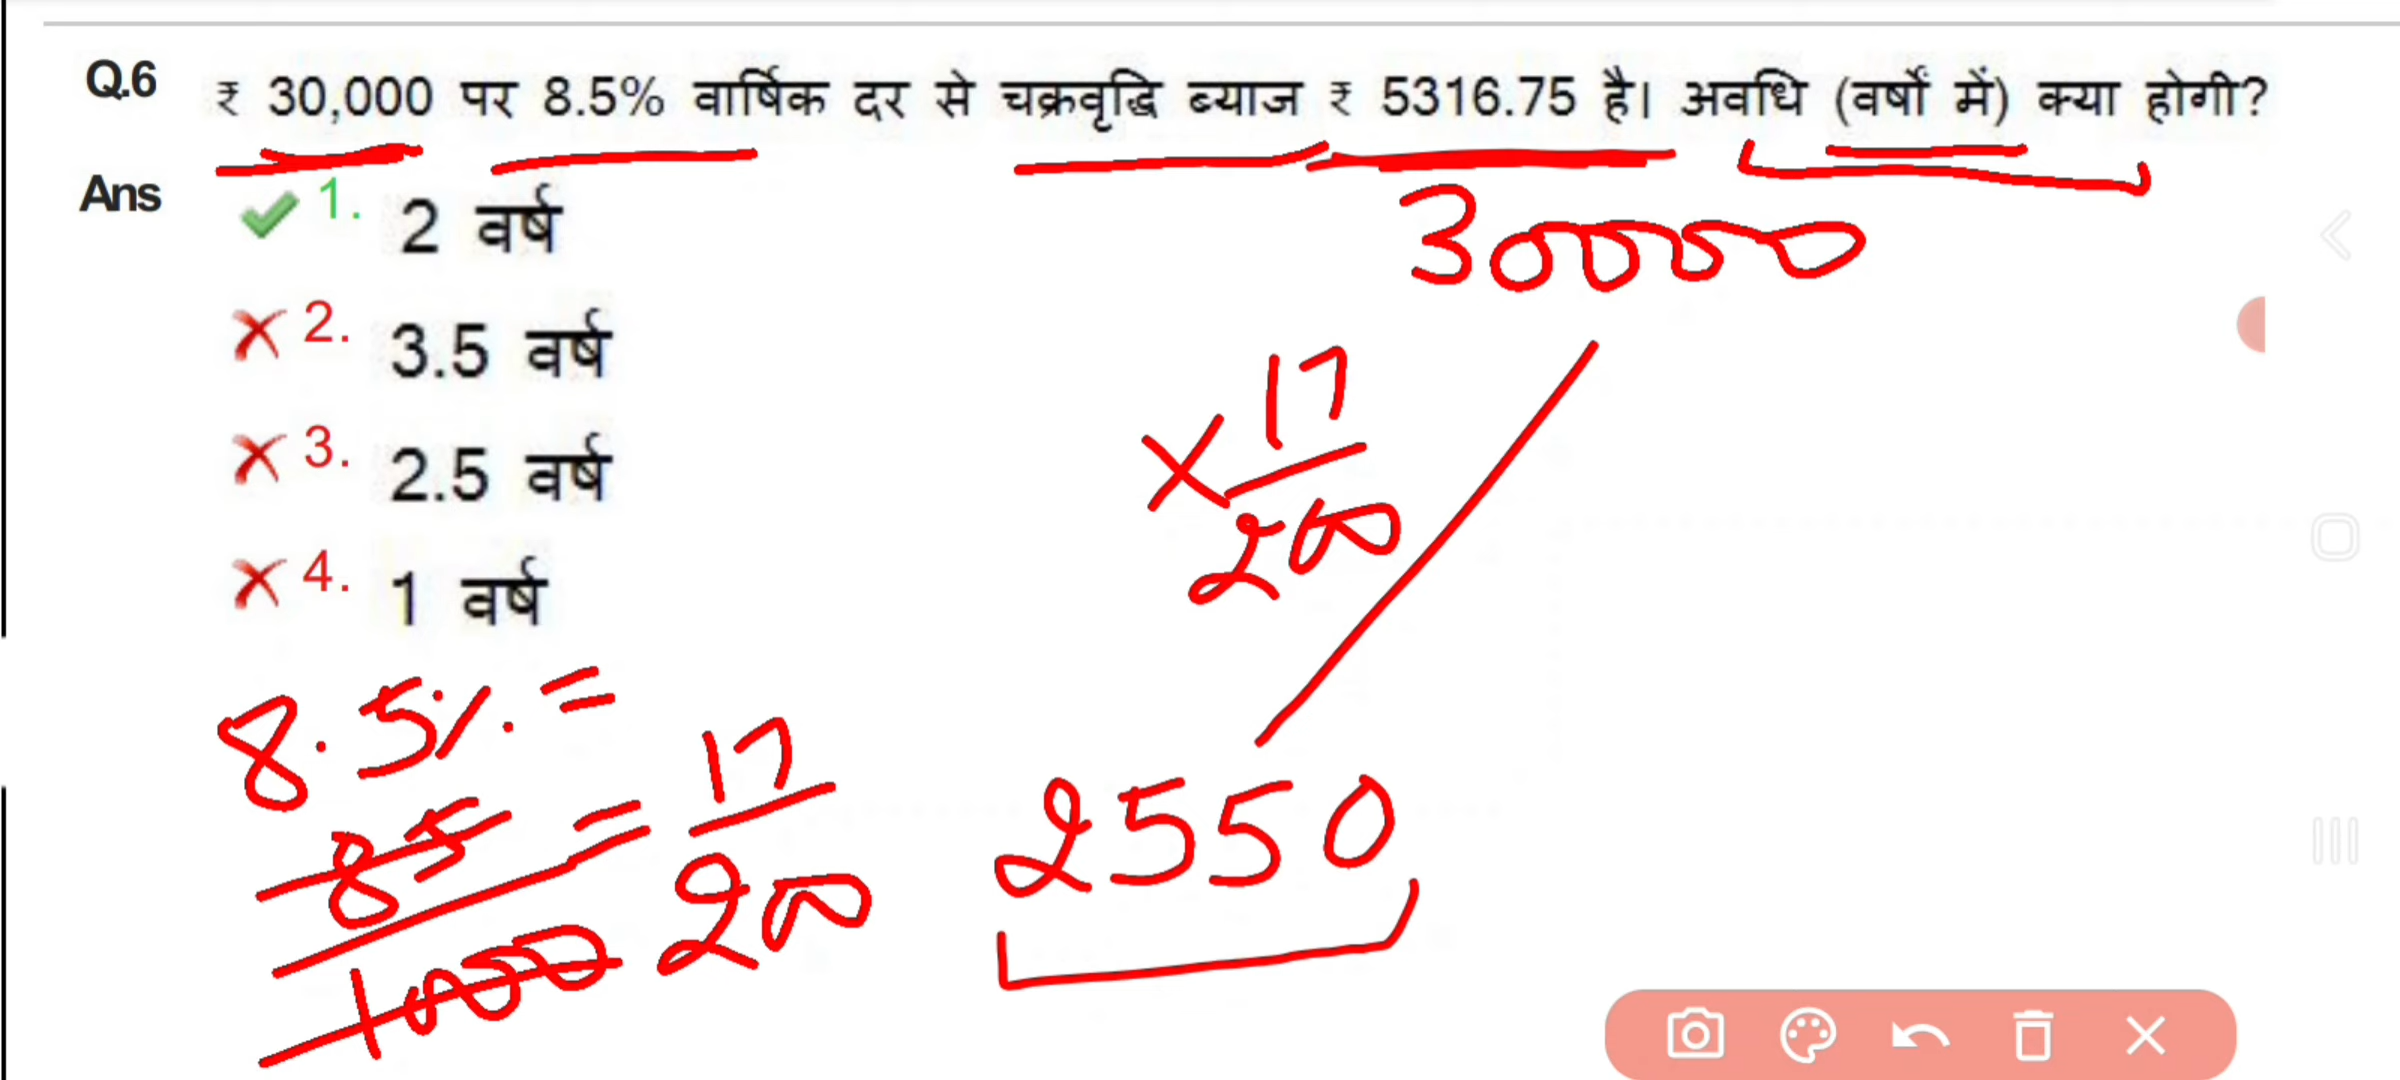 Q.6 ₹ 30,000 पर 8.5% वार्षिक दर से चक्रवृद्धि ब्याज ₹ 5316.75 है। अवधि (वर्षों में) क्या होगी?
Ans 1. 2 वर्ष
2. 3.5 वर्ष
3. 2.5 वर्ष
4. 1 वर्ष
30000
× 17/200
8.5% =
85/1000 = 17/200
2550